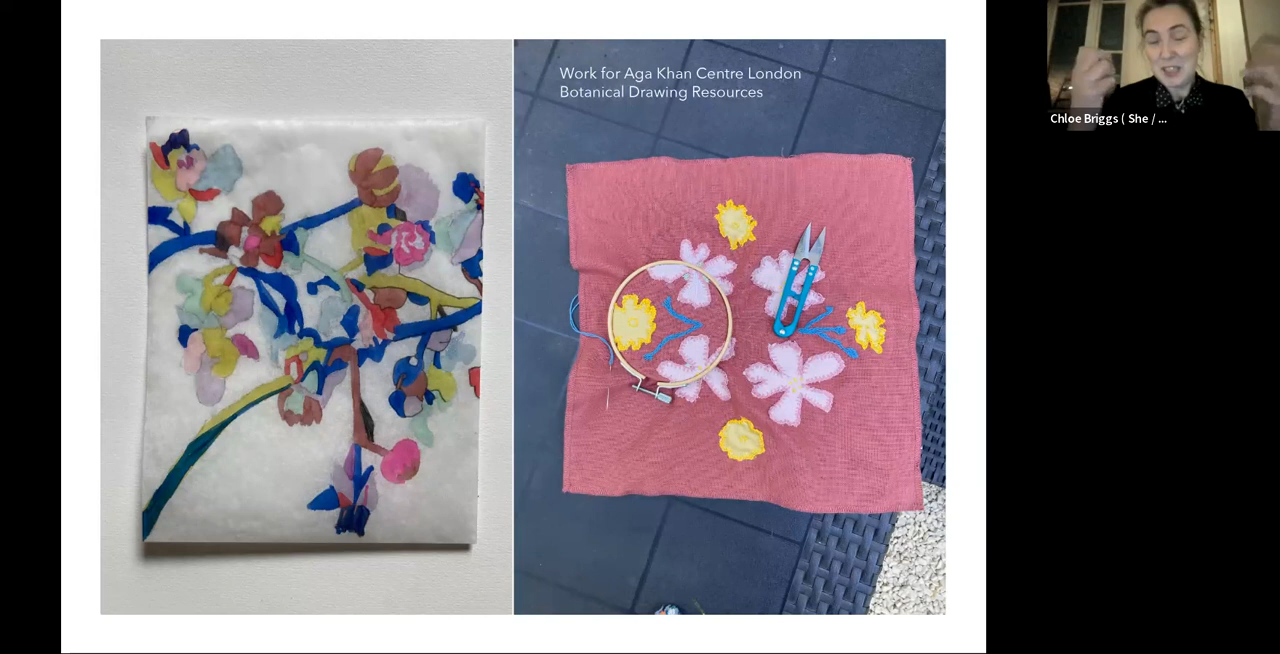 Work for Aga Khan Centre London
Botanical Drawing Resources
Chloe Briggs ( She / ...